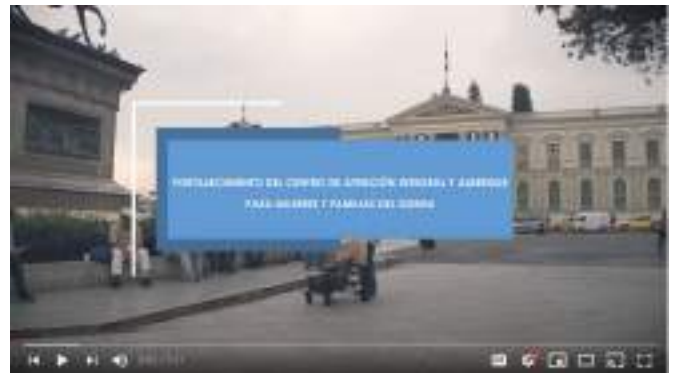 FORTALECIMIENTO DEL CENTRO DE ATENCIÓN INTEGRAL Y ALBERGUE
PARA MUJERES Y FAMILIAS DEL